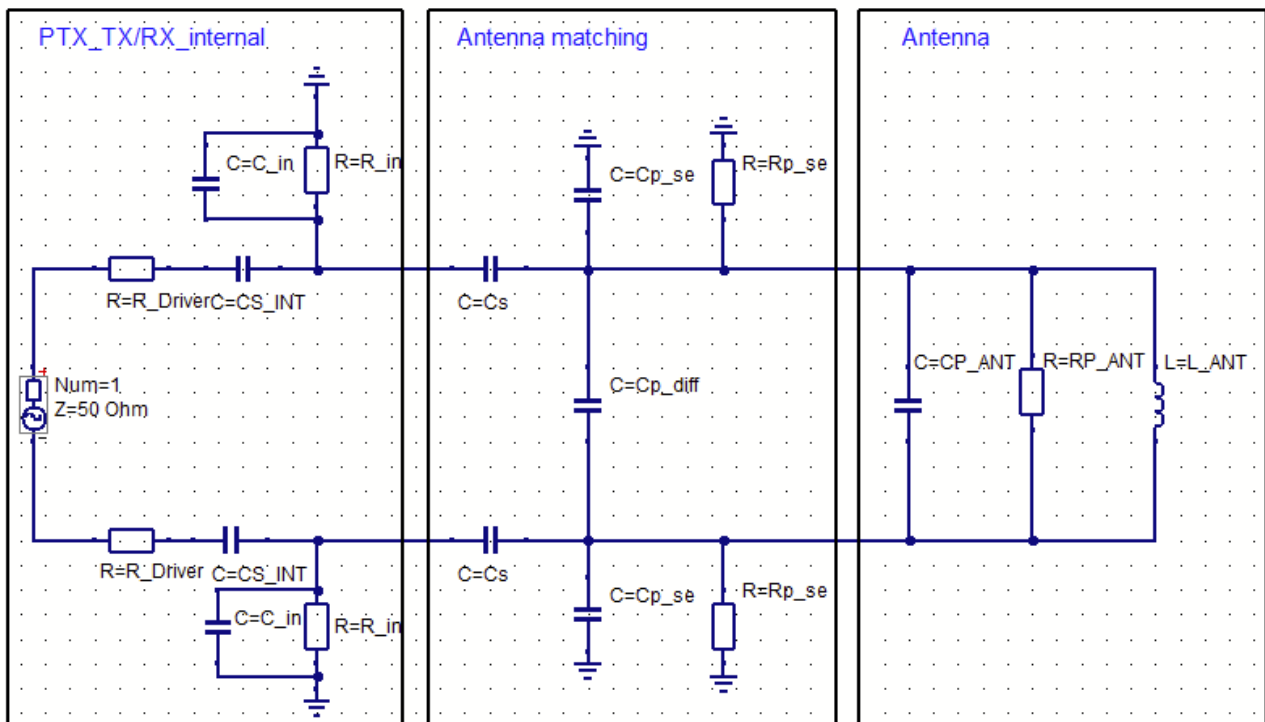 PTX_TX/RX_internal
Antenna matching
Antenna
C=C_in
R=R_in
C=Cp_se
R=Rp_se
R=R_Driver
C=CS_INT
C=Cs
+
Num=1
Z=50 Ohm
-
C=Cp_diff
C=CP_ANT
R=RP_ANT
L=L_ANT
R=R_Driver
C=CS_INT
C=Cs
C=C_in
R=R_in
C=Cp_se
R=Rp_se